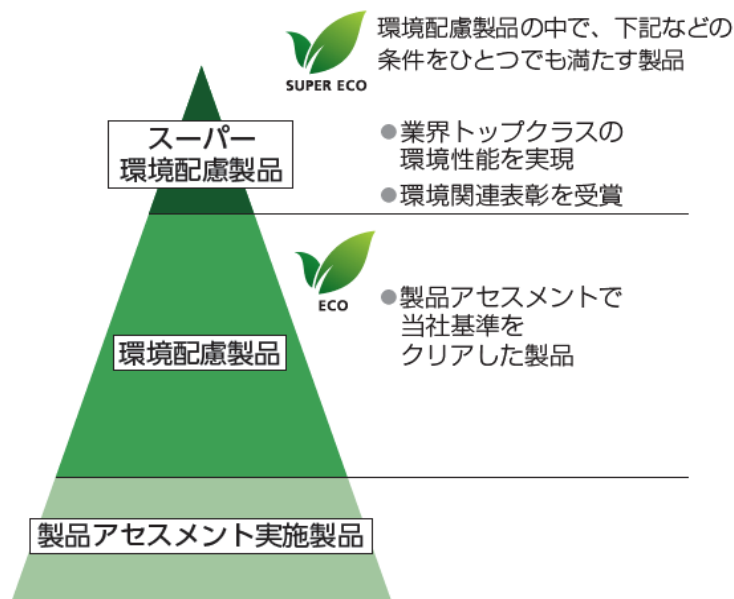 環境配慮製品の中で、下記などの
条件をひとつでも満たす製品
SUPER ECO
スーパー
環境配慮製品
●業界トップクラスの
環境性能を実現
●環境関連表彰を受賞
ECO
●製品アセスメントで
当社基準を
クリアした製品
環境配慮製品
製品アセスメント実施製品